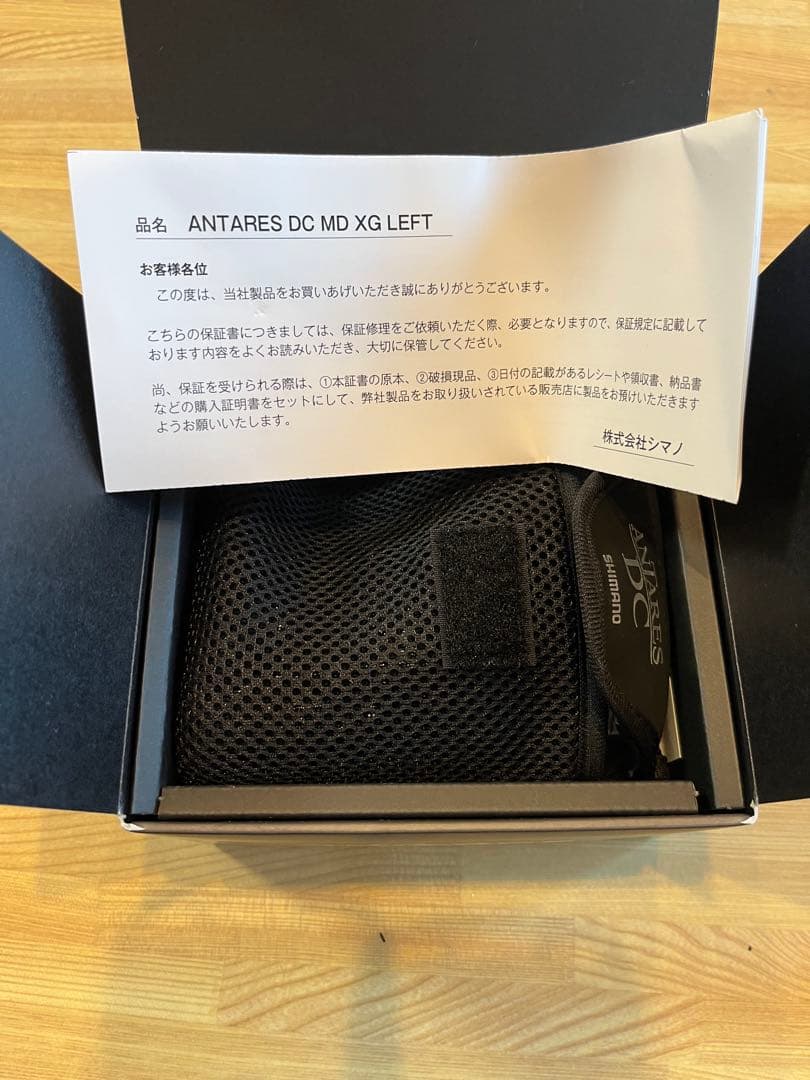 品名 ANTARES DC MD XG LEFT
お客様各位
この度は、当社製品をお買いあげいただき誠にありがとうございます。
こちらの保証書につきましては、保証修理をご依頼いただく際、必要となりますので、保証規定に記載して
おります内容をよくお読みいただき、大切に保管してください。
尚、保証を受けられる際は、①本証書の原本、②破損現品、③日付の記載があるレシートや領収書、納品書
などの購入証明書をセットにして、弊社製品をお取り扱いされている販売店に製品をお預けいただきます
ようお願いいたします。
株式会社シマノ
ANTARES
DC
SHIMANO